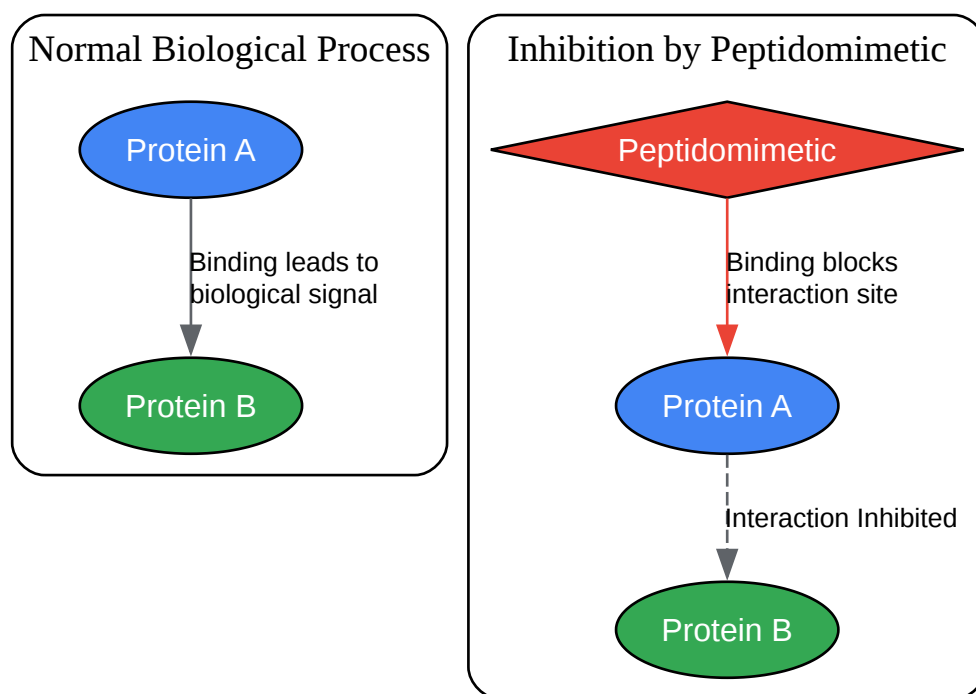 Normal Biological Process
Protein A
Binding leads to
biological signal
Protein B
Inhibition by Peptidomimetic
Peptidomimetic
Binding blocks
interaction site
Protein A
Interaction Inhibited
Protein B